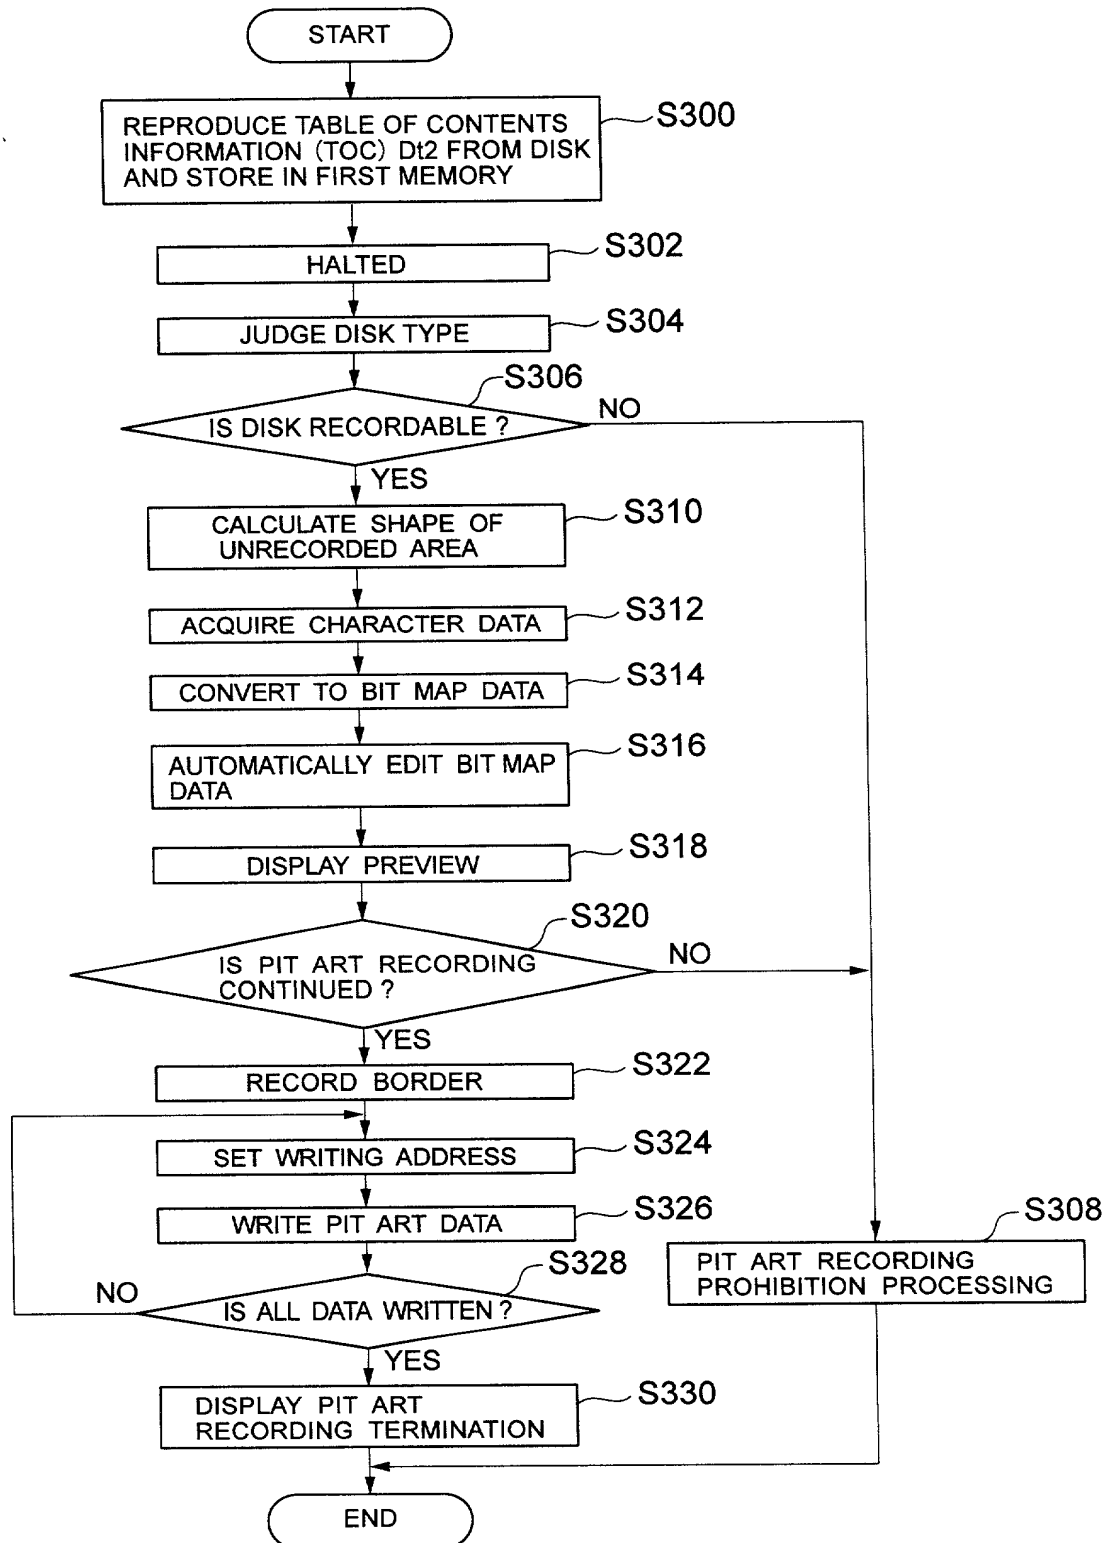 START
REPRODUCE TABLE OF CONTENTS
INFORMATION (TOC) Dt2 FROM DISK
AND STORE IN FIRST MEMORY
S300
HALTED
S302
JUDGE DISK TYPE
S304
IS DISK RECORDABLE ?
S306
NO
YES
CALCULATE SHAPE OF
UNRECORDED AREA
S310
ACQUIRE CHARACTER DATA
S312
CONVERT TO BIT MAP DATA
S314
AUTOMATICALLY EDIT BIT MAP
DATA
S316
DISPLAY PREVIEW
S318
IS PIT ART RECORDING
CONTINUED ?
S320
NO
YES
RECORD BORDER
S322
SET WRITING ADDRESS
S324
WRITE PIT ART DATA
S326
IS ALL DATA WRITTEN ?
S328
NO
YES
PIT ART RECORDING
PROHIBITION PROCESSING
S308
DISPLAY PIT ART
RECORDING TERMINATION
S330
END